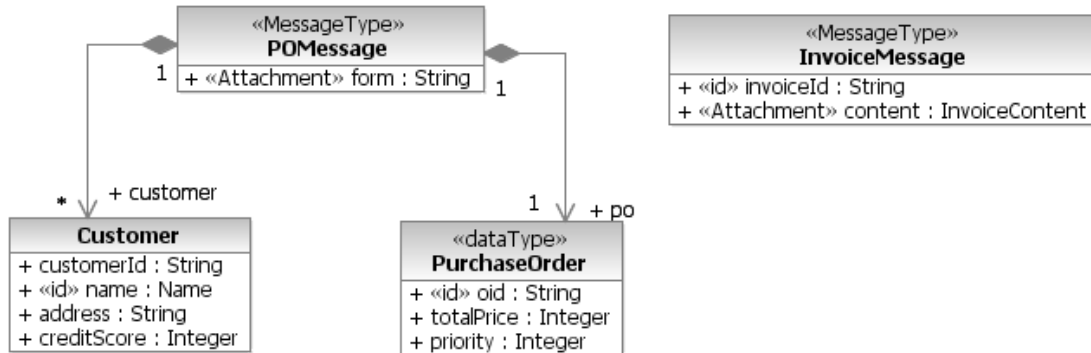 «MessageType»
POMessage
+ «Attachment» form : String
«MessageType»
InvoiceMessage
+ «id» invoiceId : String
+ «Attachment» content : InvoiceContent
1
1
*
+ customer
1
+ po
Customer
+ customerId : String
+ «id» name : Name
+ address : String
+ creditScore : Integer
«dataType»
PurchaseOrder
+ «id» oid : String
+ totalPrice : Integer
+ priority : Integer